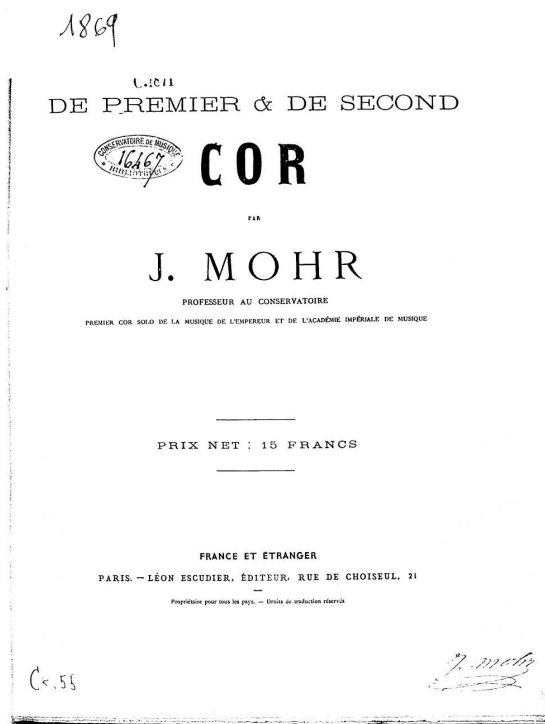 1869
DE PREMIER & DE SECOND
CONSERVATOIRE DE MUSIQUE
16467
BIBLIOTHÈQUE
COR
PAR
J. MOHR
PROFESSEUR AU CONSERVATOIRE
PREMIER COR SOLO DE LA MUSIQUE DE L'EMPEREUR ET DE L'ACADÉMIE IMPÉRIALE DE MUSIQUE
PRIX NET : 15 FRANCS
FRANCE ET ÉTRANGER
PARIS. — LÉON ESCUDIER, ÉDITEUR, RUE DE CHOISEUL, 21
Propriétaire pour tous les pays. — Droits de traduction réservés
J. Mohr